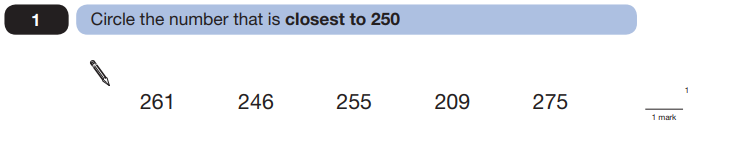 1 Circle the number that is closest to 250
261 246 255 209 275
1
1 mark